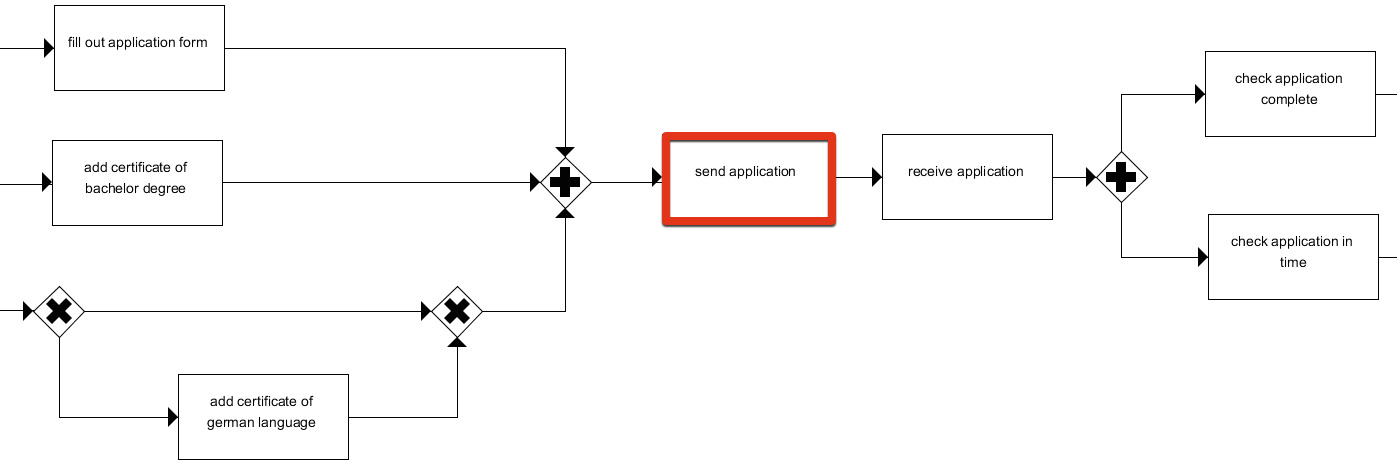 fill out application form
add certificate of
bachelor degree
add certificate of
german language
send application
receive application
check application
complete
check application in
time